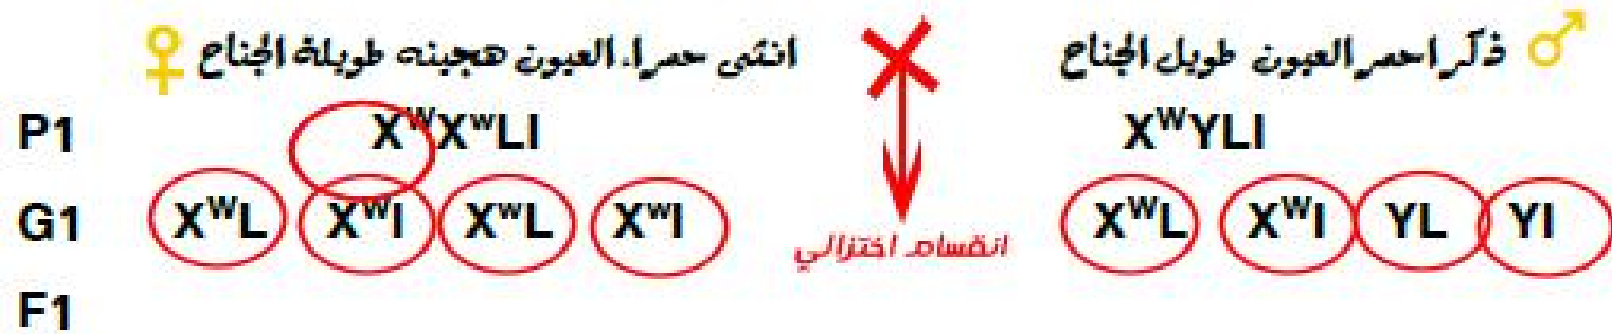 ذكر احمر العيون طويل الجناح انثى حمراء العيون هجينه طويلة الجناح
P1 XᵂXʷLl XᵂYLl
G1 XᵂL Xᵂl XʷL Xʷl انقسام اختزالي XᵂL Xᵂl YL Yl
F1